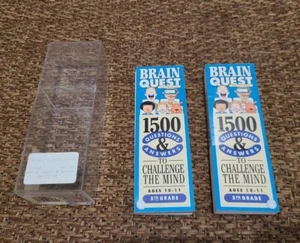 BRAIN
QUEST
1500
QUESTIONS
&
ANSWERS
TO
CHALLENGE
THE MIND
AGES 10-11
5TH GRADE
BRAIN
QUEST
1500
QUESTIONS
&
ANSWERS
TO
CHALLENGE
THE MIND
AGES 10-11
5TH GRADE